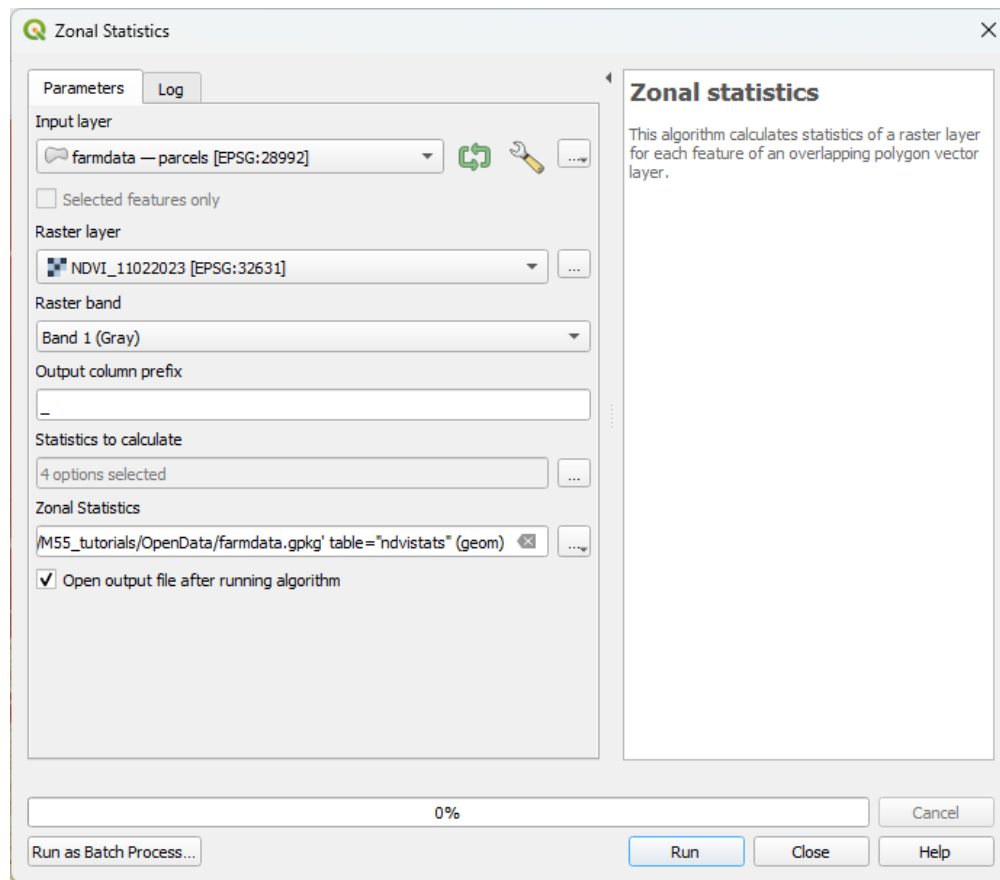 Zonal Statistics
Parameters
Log
Input layer
farmdata — parcels [EPSG:28992]
...
Selected features only
Raster layer
NDVI_11022023 [EPSG:32631]
...
Raster band
Band 1 (Gray)
Output column prefix
_
Statistics to calculate
4 options selected
...
Zonal Statistics
/M55_tutorials/OpenData/farmdata.gpkg' table="ndvistats" (geom)
...
Open output file after running algorithm
Zonal statistics
This algorithm calculates statistics of a raster layer
for each feature of an overlapping polygon vector
layer.
0%
Cancel
Run as Batch Process...
Run
Close
Help